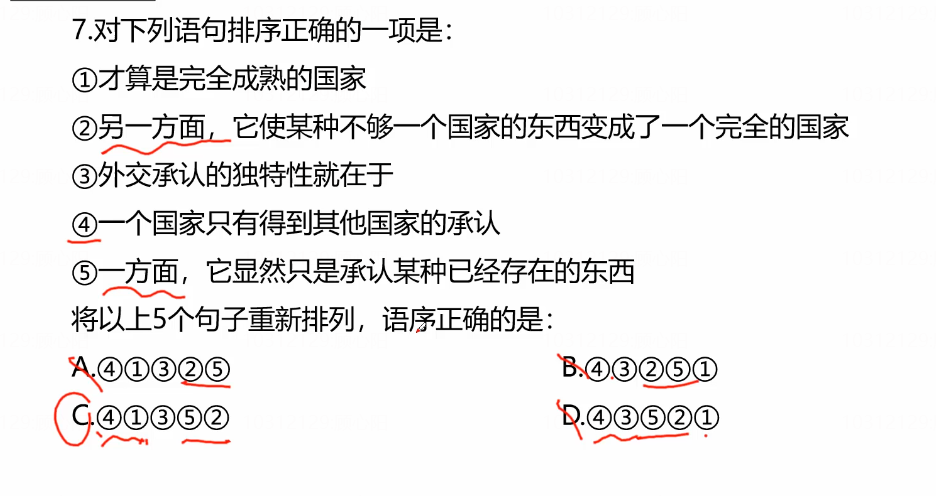 7.对下列语句排序正确的一项是：
①才算是完全成熟的国家
②另一方面，它使某种不够一个国家的东西变成了一个完全的国家
③外交承认的独特性就在于
④一个国家只有得到其他国家的承认
⑤一方面，它显然只是承认某种已经存在的东西
将以上5个句子重新排列，语序正确的是：
A.④①③②⑤ B.④③②⑤①
C.④①③⑤② D.④③⑤②①